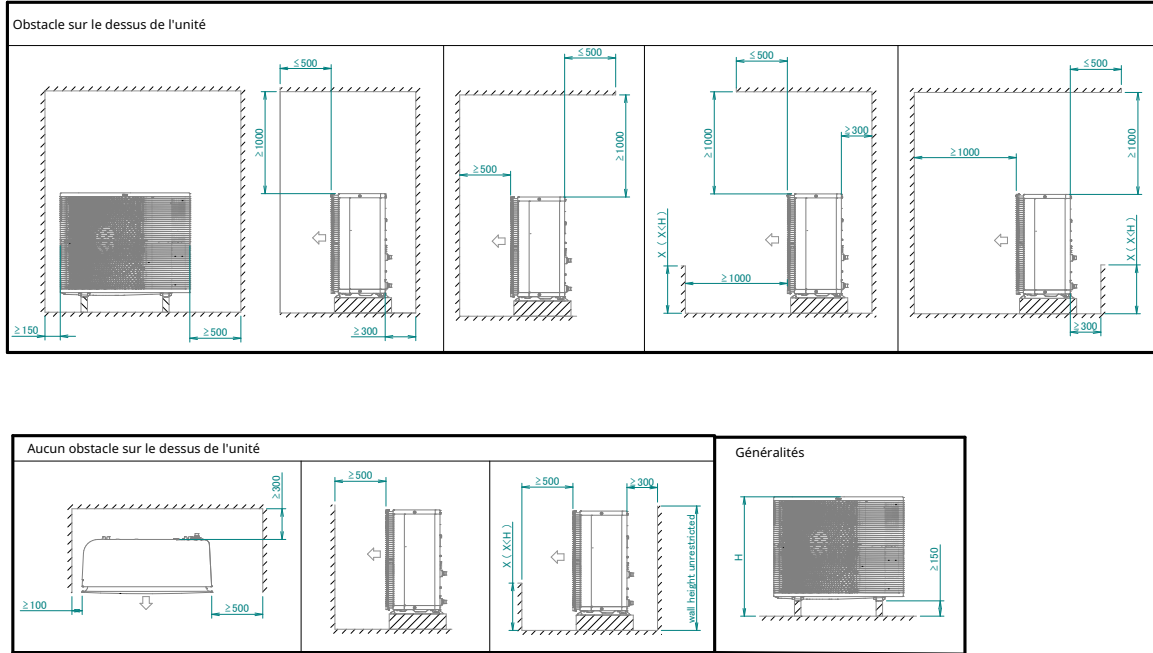 Obstacle sur le dessus de l'unité
≤500
≥1000
≥150
≥500
≥300
≤500
≥500
≥1000
≤500
≥1000
≥300
X ( X<H )
≥1000
≤500
≥1000
≥1000
X ( X<H )
≥300
Aucun obstacle sur le dessus de l'unité
≥300
≥100
≥500
≥500
≥500
≥300
X ( X<H )
wall height unrestricted
Généralités
H
≥150